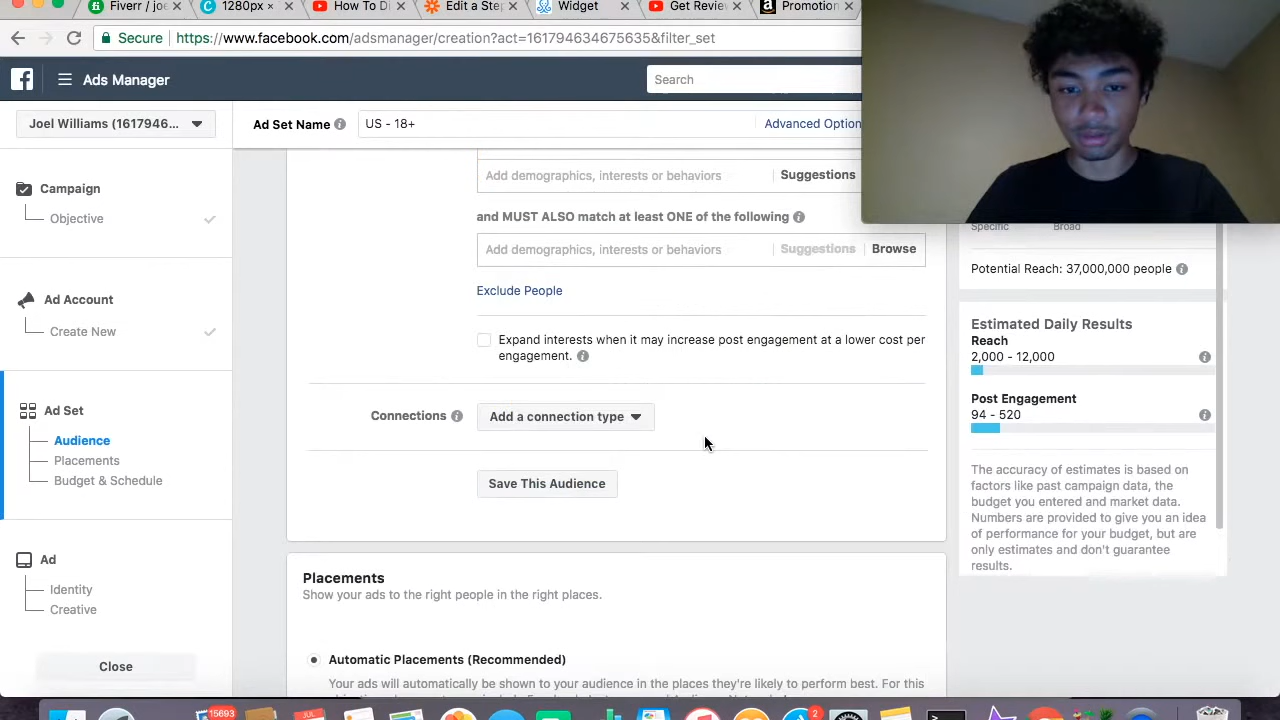 Fiverr / joe
1280px ×
How To Di
Edit a Ste
Widget
Get Revie
Promotion
Secure
https://www.facebook.com/adsmanager/creation?act=161794634675635&filter_set
Ads Manager
Search
Joel Williams (1617946...
Ad Set Name
US - 18+
Advanced Option
Campaign
Objective
Ad Account
Create New
Ad Set
Audience
Placements
Budget & Schedule
Ad
Identity
Creative
Close
Add demographics, interests or behaviors
Suggestions
and MUST ALSO match at least ONE of the following
Add demographics, interests or behaviors
Suggestions
Browse
Exclude People
Expand interests when it may increase post engagement at a lower cost per
engagement.
Connections
Add a connection type
Save This Audience
Placements
Show your ads to the right people in the right places.
Automatic Placements (Recommended)
Your ads will automatically be shown to your audience in the places they're likely to perform best. For this
Specific
Broad
Potential Reach: 37,000,000 people
Estimated Daily Results
Reach
2,000 - 12,000
Post Engagement
94 - 520
The accuracy of estimates is based on
factors like past campaign data, the
budget you entered and market data.
Numbers are provided to give you an idea
of performance for your budget, but are
only estimates and don't guarantee
results.
JUL
15693
2